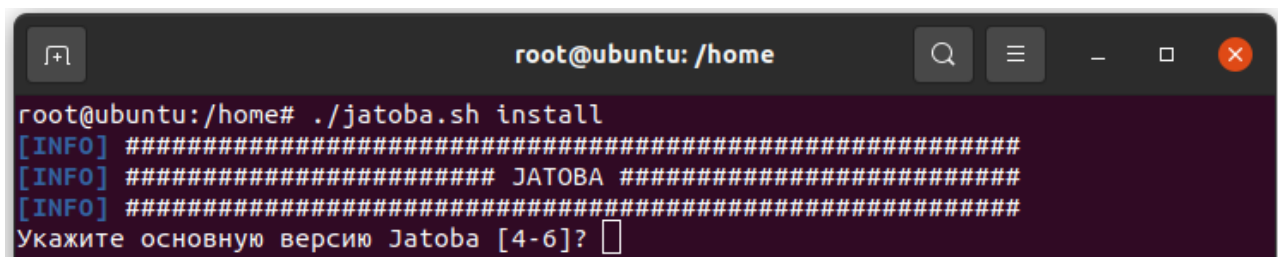 root@ubuntu: /home
root@ubuntu:/home# ./jatoba.sh install
[INFO] ##########################################################
[INFO] ######################## JATOBA ##########################
[INFO] ##########################################################
Укажите основную версию Jatoba [4-6]?